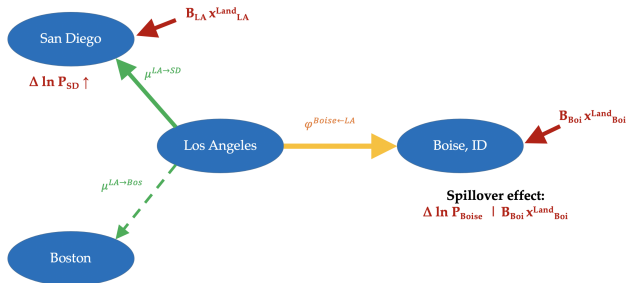 B_LA x^Land_LA
San Diego
Δ ln P_SD ↑
μ^LA→SD
B_Boi x^Land_Boi
φ^Boise←LA
Los Angeles
Boise, ID
μ^LA→Bos
Spillover effect:
Δ ln P_Boise | B_Boi x^Land_Boi
Boston